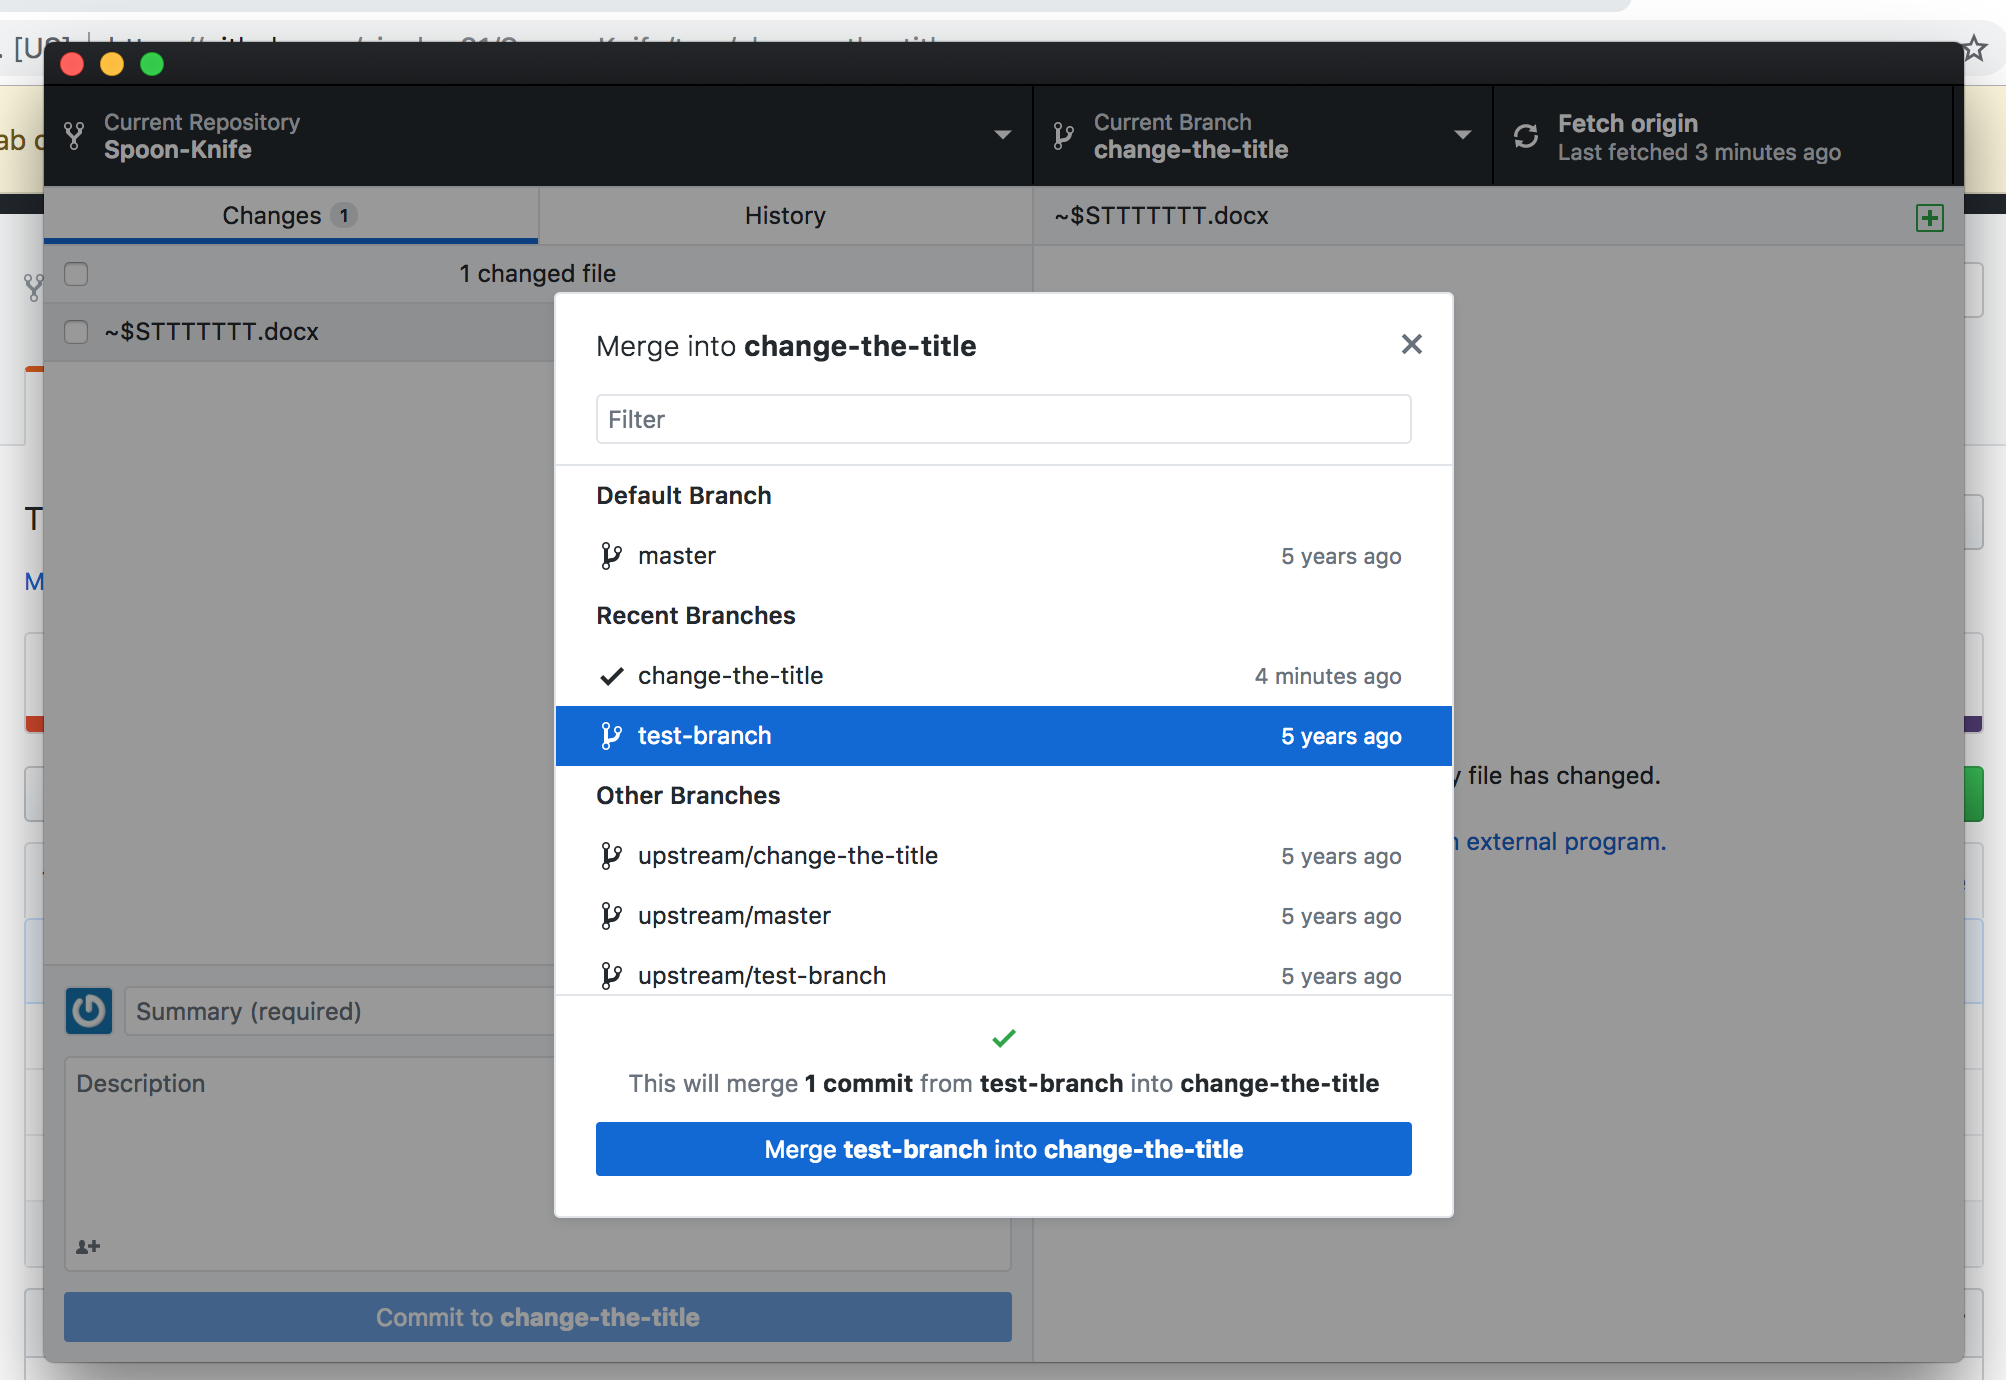 [US]
ab
Current Repository
Spoon-Knife
Current Branch
change-the-title
Fetch origin
Last fetched 3 minutes ago
Changes 1
History
~$STTTTTTT.docx
1 changed file
~$STTTTTTT.docx
Merge into change-the-title
Filter
Default Branch
master 5 years ago
Recent Branches
change-the-title 4 minutes ago
test-branch 5 years ago
Other Branches
upstream/change-the-title 5 years ago
upstream/master 5 years ago
upstream/test-branch 5 years ago
This will merge 1 commit from test-branch into change-the-title
Merge test-branch into change-the-title
file has changed.
external program.
Summary (required)
Description
Commit to change-the-title